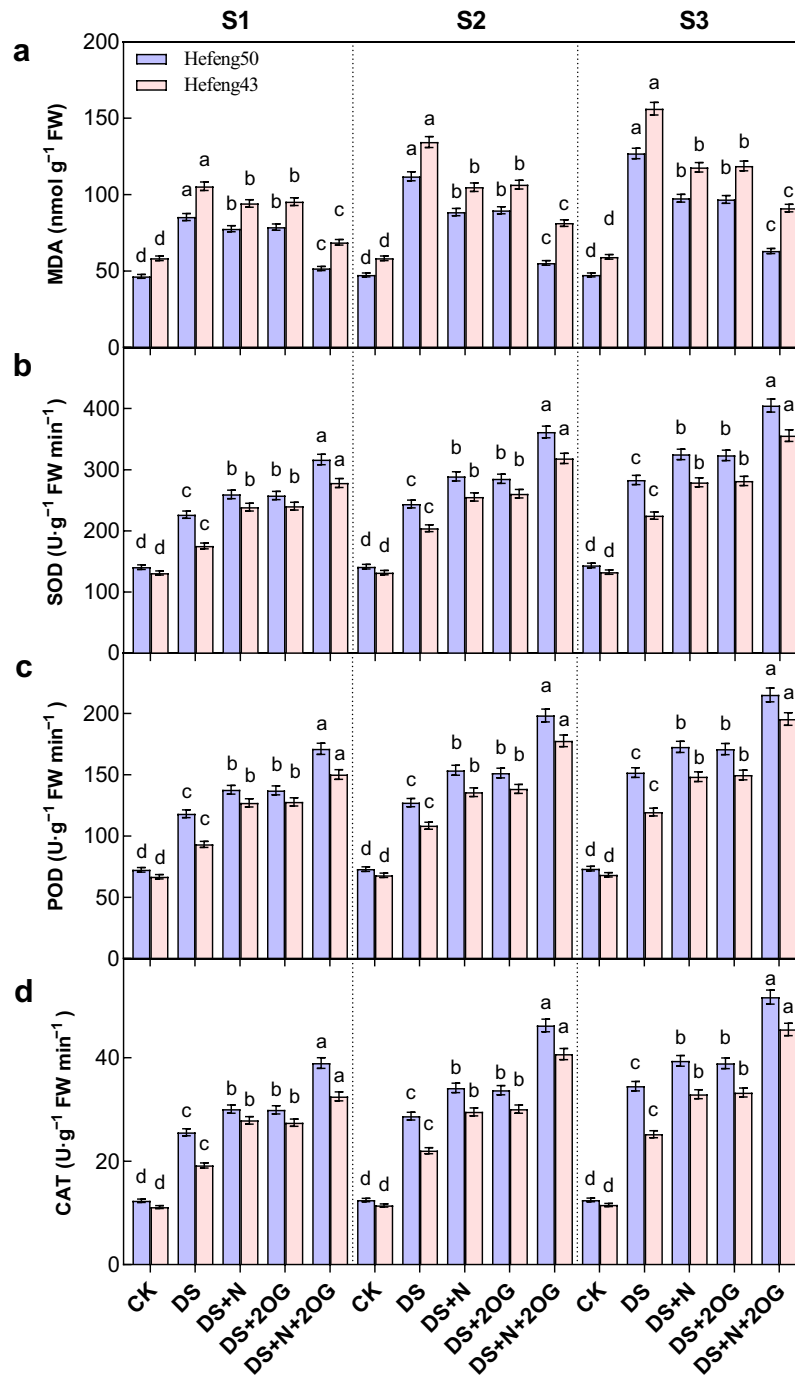 S1 S2 S3
a
MDA (nmol g⁻¹ FW)
200
150
100
50
0
Hefeng50
Hefeng43
d d a a b b b b c c
d d a a b b b b c c
d d a a b b b b c c
b
SOD (U·g⁻¹ FW min⁻¹)
400
300
200
100
0
d d c c b b b b a a
d d c c b b b b a a
d d c c b b b b a a
c
POD (U·g⁻¹ FW min⁻¹)
200
150
100
50
0
d d c c b b b b a a
d d c c b b b b a a
d d c c b b b b a a
d
CAT (U·g⁻¹ FW min⁻¹ )
40
20
0
d d c c b b b b a a
d d c c b b b b a a
d d c c b b b b a a
CK DS DS+N DS+2OG DS+N+2OG CK DS DS+N DS+2OG DS+N+2OG CK DS DS+N DS+2OG DS+N+2OG